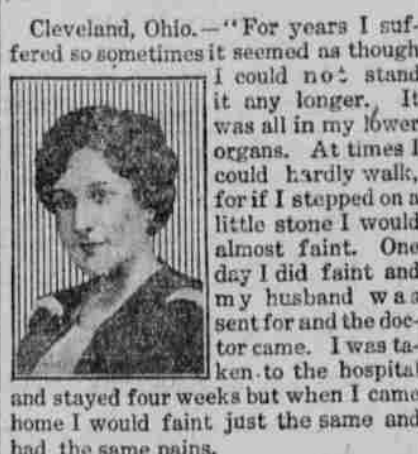 Cleveland, Ohio.—"For years I suf-
fered so sometimes it seemed as though
I could not stand
it any longer. It
was all in my lower
organs. At times I
could hardly walk,
for if I stepped on a
little stone I would
almost faint. One
day I did faint and
my husband was
sent for and the doc-
tor came. I was ta-
ken to the hospital
and stayed four weeks but when I came
home I would faint just the same and
had the same pains.